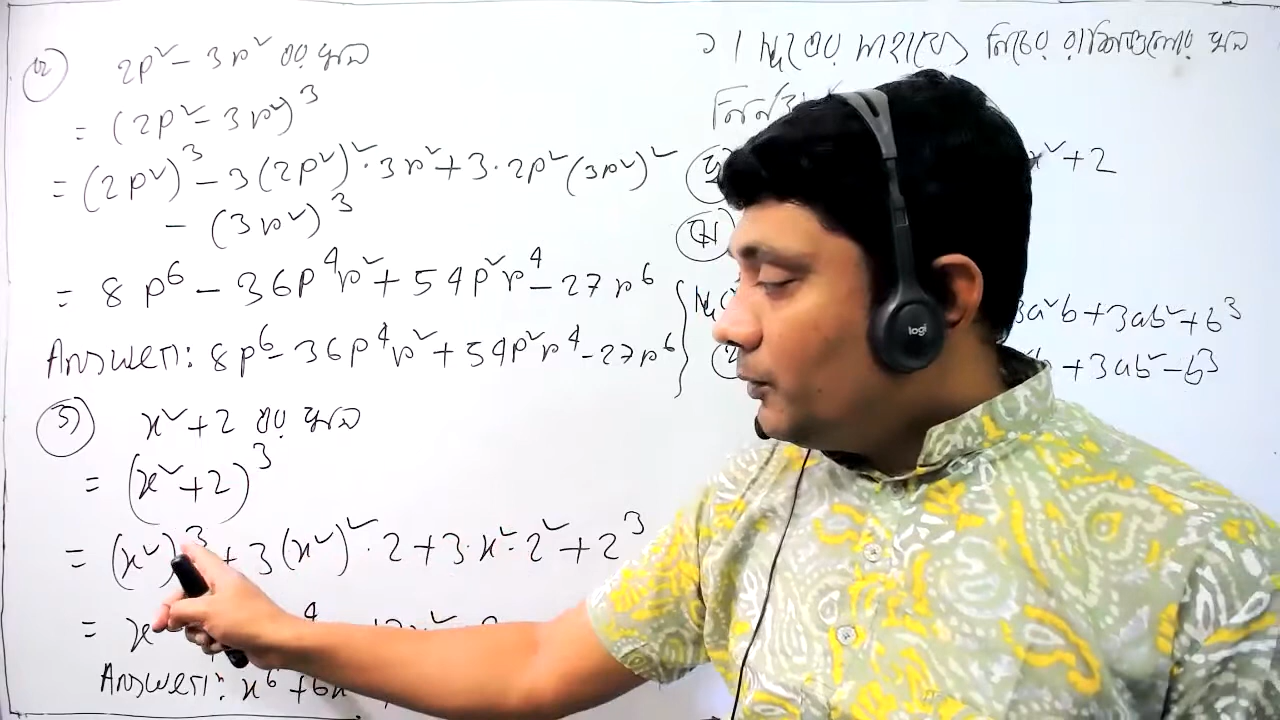 চ) 2p² - 3r² এর ঘন
= (2p² - 3r²)³
= (2p²)³ - 3(2p²)²·3r² + 3·2p²(3r²)²
- (3r²)³
= 8p⁶ - 36p⁴r² + 54p²r⁴ - 27r⁶
Answer: 8p⁶ - 36p⁴r² + 54p²r⁴ - 27r⁶
ছ) x² + 2 এর ঘন
= (x² + 2)³
= (x²)³ + 3(x²)²·2 + 3·x²·2² + 2³
= x
Answer: x⁶ + 6x
১। সূত্রের সাহায্যে নিচের রাশিগুলোর ঘন
x² + 2
সূ
3a²b + 3ab² + b³
+ 3ab² - b³
logi